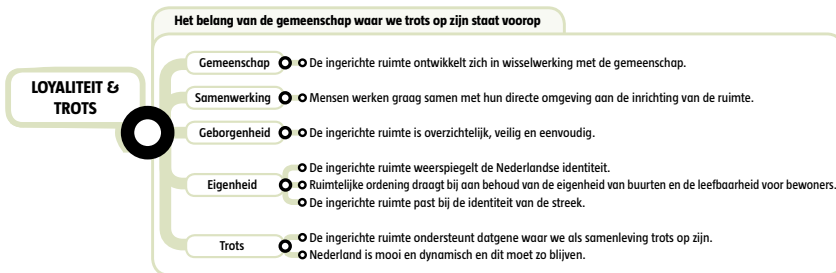 Het belang van de gemeenschap waar we trots op zijn staat voorop
LOYALITEIT &
TROTS
Gemeenschap
De ingerichte ruimte ontwikkelt zich in wisselwerking met de gemeenschap.
Samenwerking
Mensen werken graag samen met hun directe omgeving aan de inrichting van de ruimte.
Geborgenheid
De ingerichte ruimte is overzichtelijk, veilig en eenvoudig.
Eigenheid
De ingerichte ruimte weerspiegelt de Nederlandse identiteit.
Ruimtelijke ordening draagt bij aan behoud van de eigenheid van buurten en de leefbaarheid voor bewoners.
De ingerichte ruimte past bij de identiteit van de streek.
Trots
De ingerichte ruimte ondersteunt datgene waar we als samenleving trots op zijn.
Nederland is mooi en dynamisch en dit moet zo blijven.